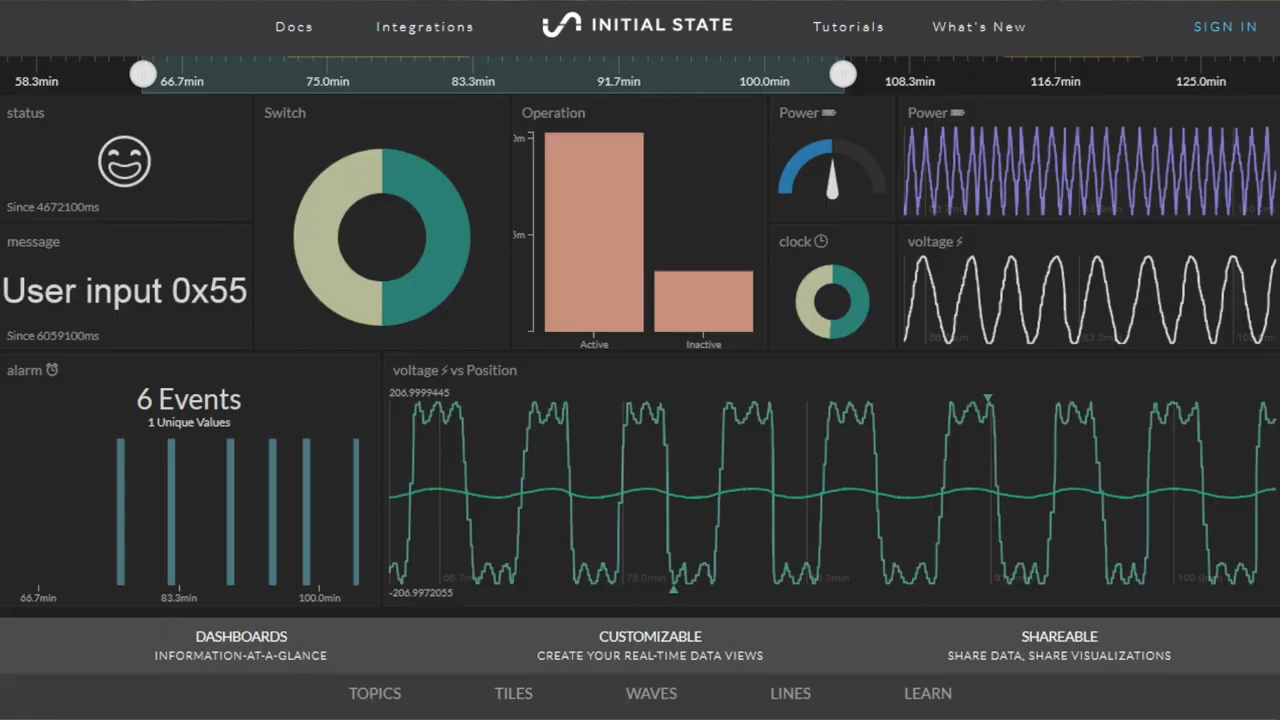 Docs
Integrations
INITIAL STATE
Tutorials
What's New
SIGN IN
58.3min
66.7min
75.0min
83.3min
91.7min
100.0min
108.3min
116.7min
125.0min
status
Since 4672100ms
message
User input 0x55
Since 6059100ms
Switch
Operation
Active
Inactive
Power
clock
Power
voltage
83.3m
alarm
6 Events
1 Unique Values
66.7min
83.3min
100.0min
voltage vs Position
206.9999445
-206.9972055
75.0min
DASHBOARDS
INFORMATION-AT-A-GLANCE
CUSTOMIZABLE
CREATE YOUR REAL-TIME DATA VIEWS
SHAREABLE
SHARE DATA, SHARE VISUALIZATIONS
TOPICS
TILES
WAVES
LINES
LEARN